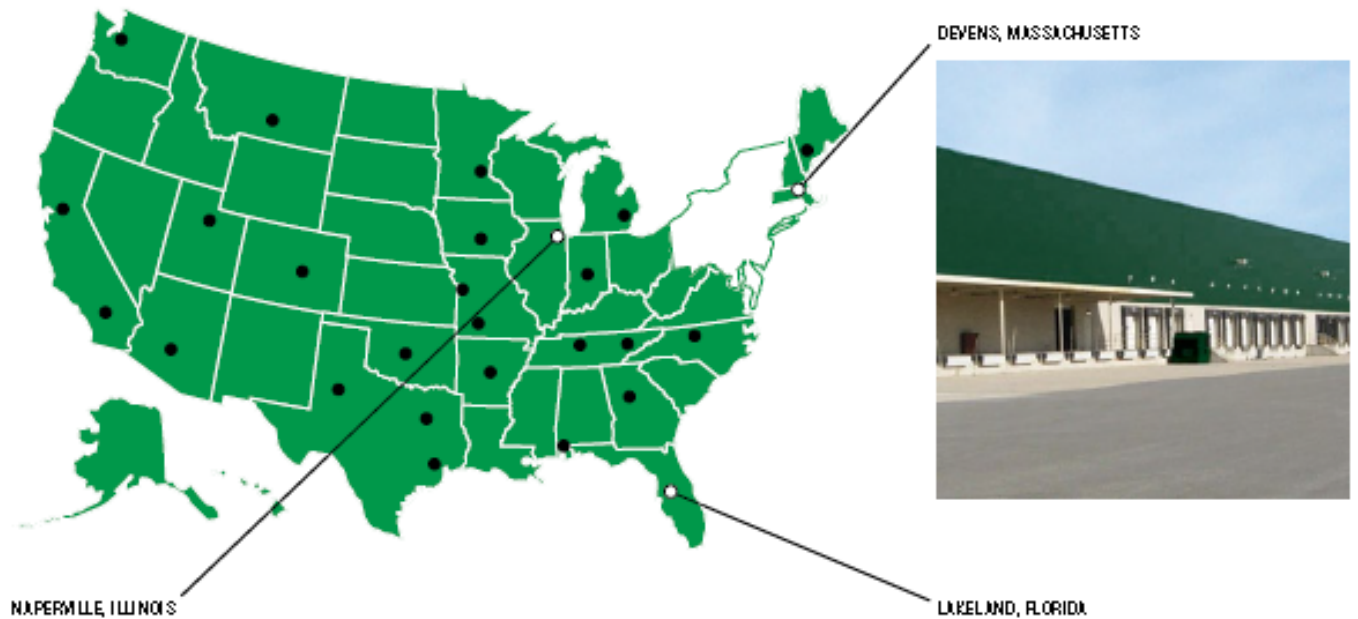 DEVENS, MASSACHUSETTS
NAPERVILLE, ILLINOIS
LAKELAND, FLORIDA